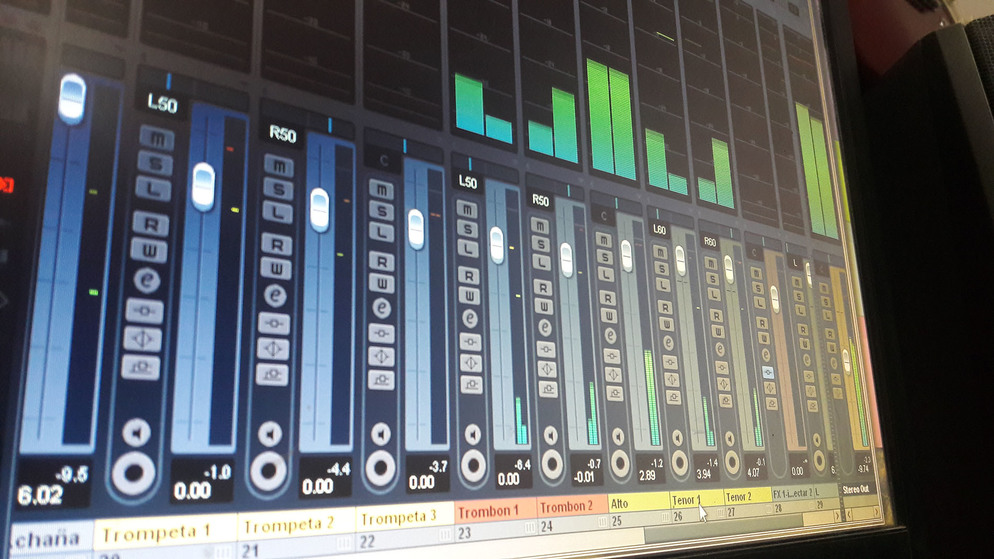 L50
R50
C
L50
R50
C
L60
R60
C
L
C
M M M M M M M M M M M
S S S S S S S S S S S
L L L L L L L L L L L
R R R R R R R R R R R
W W W W W W W W W W W
e e e e e e e e e e e
-9.5 -1.0 -4.4 -3.7 -6.4 -0.7 -1.2 -1.4 -0.1 -∞
6.02 0.00 0.00 0.00 0.00 -0.01 2.89 3.94 4.07 0.00 6. -9.74
chaña Trompeta 1 Trompeta 2 Trompeta 3 Trombon 1 Trombon 2 Alto Tenor 1 Tenor 2 FX 1-L...ectar 2 L Stereo Out
20 21 22 23 24 25 26 27 28 29